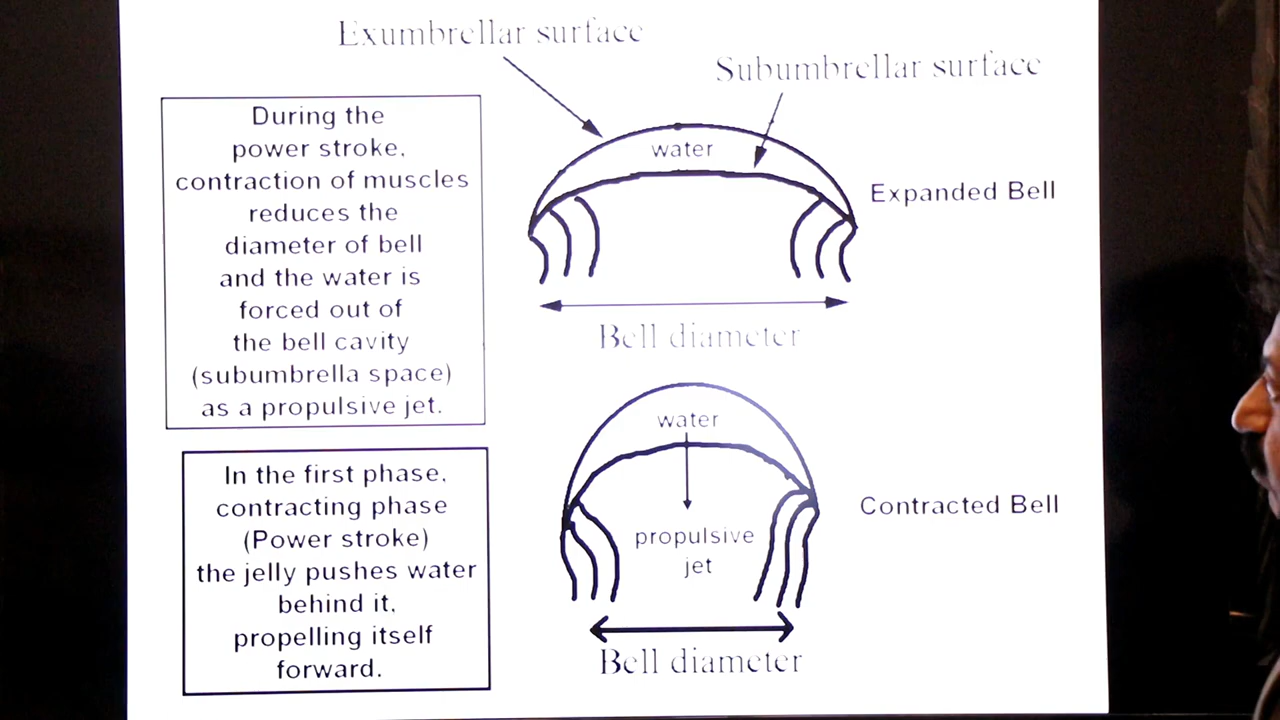 Exumbrellar surface
Subumbrellar surface
During the
power stroke,
contraction of muscles
reduces the
diameter of bell
and the water is
forced out of
the bell cavity
(subumbrella space)
as a propulsive jet.
water
Expanded Bell
Bell diameter
In the first phase,
contracting phase
(Power stroke)
the jelly pushes water
behind it,
propelling itself
forward.
water
propulsive
jet
Contracted Bell
Bell diameter